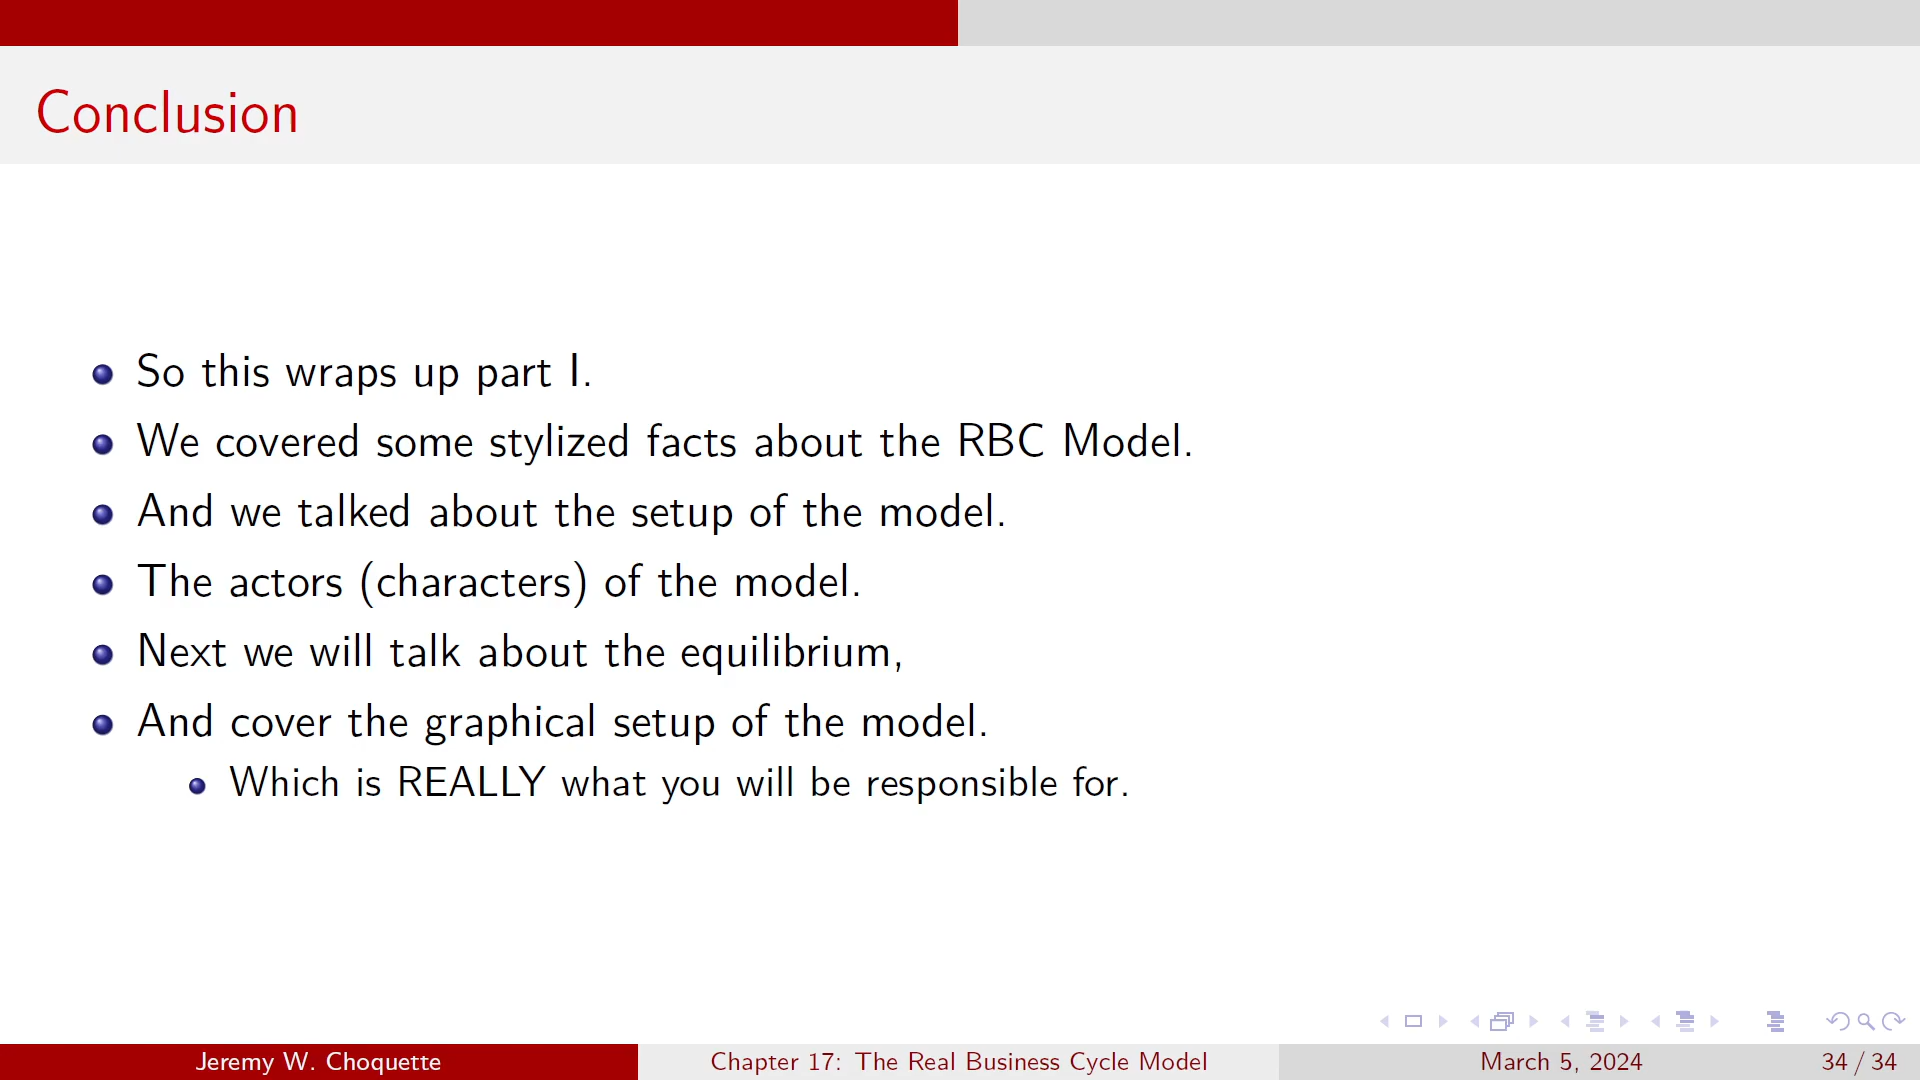 Conclusion
So this wraps up part I.
We covered some stylized facts about the RBC Model.
And we talked about the setup of the model.
The actors (characters) of the model.
Next we will talk about the equilibrium,
And cover the graphical setup of the model.
Which is REALLY what you will be responsible for.
Jeremy W. Choquette Chapter 17: The Real Business Cycle Model March 5, 2024 34 / 34